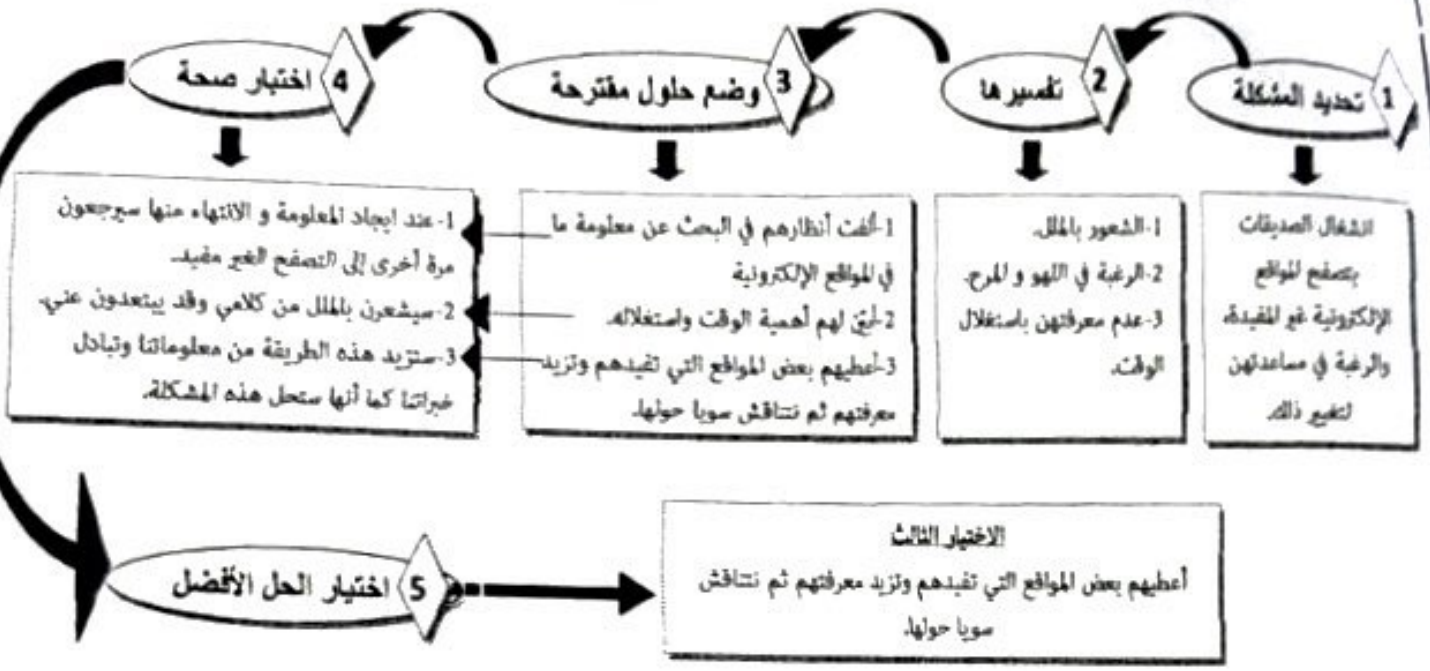 1 تحديد المشكلة
2 تفسيرها
3 وضع حلول مقترحة
4 اختبار صحة
انشغال الصديقات
بتصفح المواقع
الإلكترونية غير المفيدة،
والرغبة في مساعدتهن
لتغيير ذلك.
1-الشعور بالملل.
2-الرغبة في اللهو و المرح.
3-عدم معرفتهن باستغلال
الوقت.
1-ألفت أنظارهم في البحث عن معلومة ما
في المواقع الإلكترونية
2-أبيّن لهم أهمية الوقت واستغلاله.
3-أعطيهم بعض المواقع التي تفيدهم وتزيد
معرفتهم ثم نتناقش سويا حولها.
1-عند ايجاد المعلومة و الانتهاء منها سيرجعون
مرة أخرى إلى التصفح الغير مفيد.
2-سيشعرن بالملل من كلامي وقد يبتعدون عني.
3-ستزيد هذه الطريقة من معلوماتنا وتبادل
خبراتنا كما أنها ستحل هذه المشكلة.
5 اختيار الحل الأفضل
الاختيار الثالث
أعطيهم بعض المواقع التي تفيدهم وتزيد معرفتهم ثم نتناقش
سويا حولها.